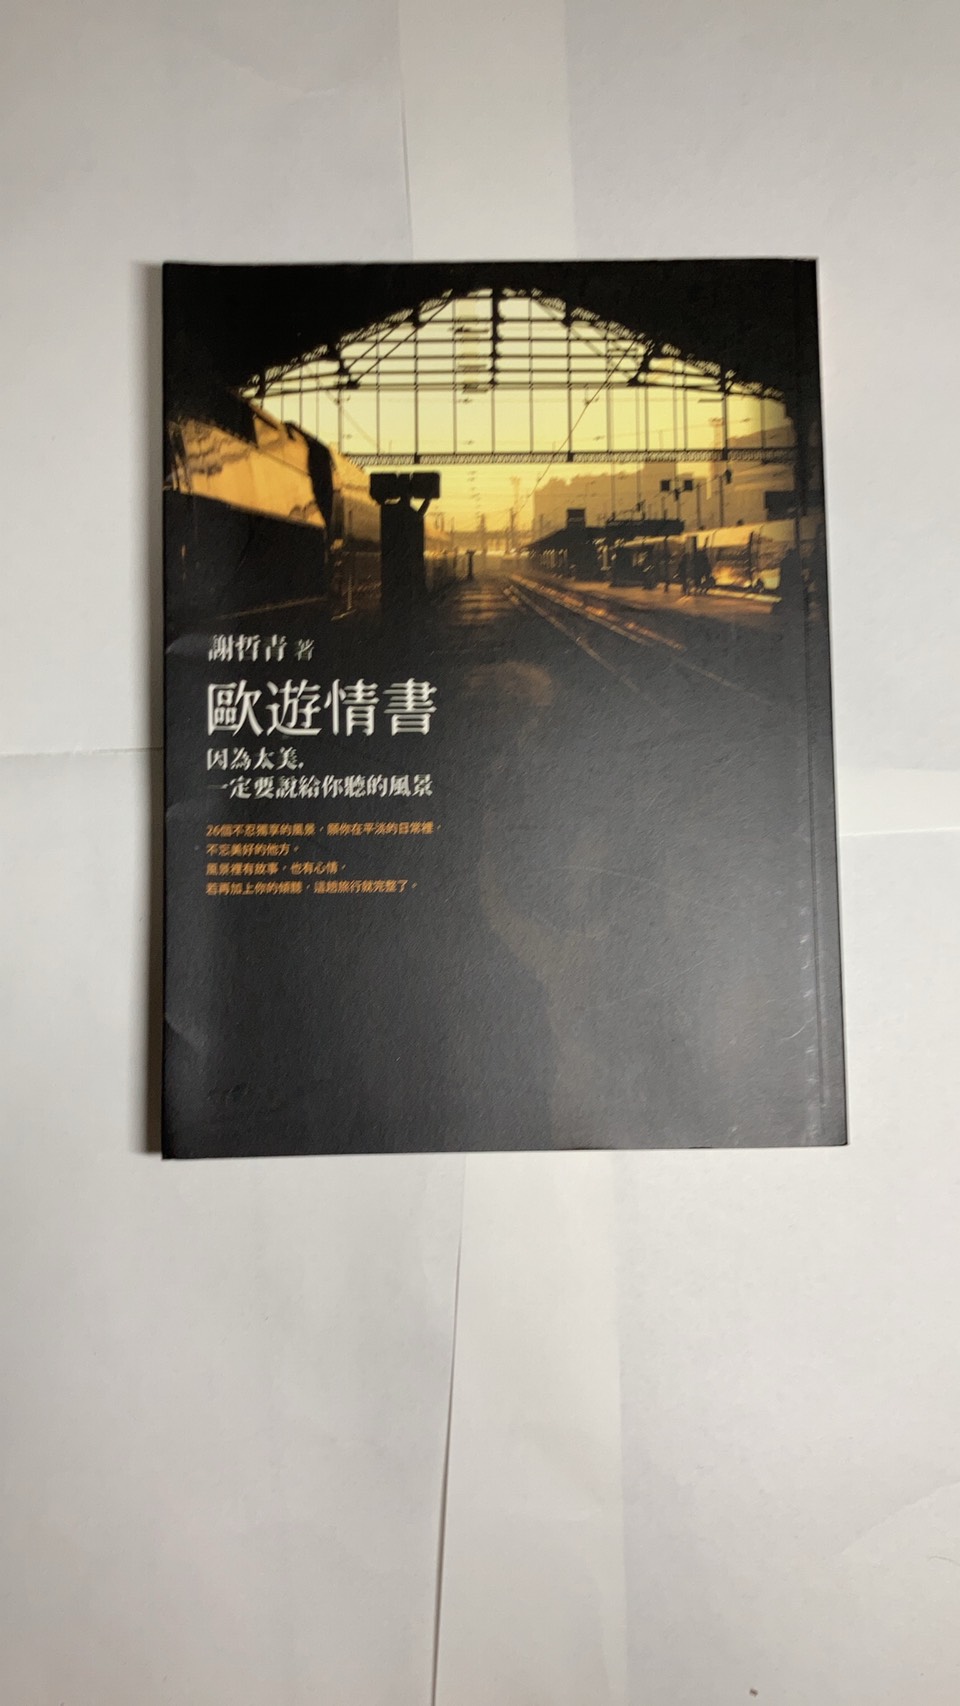 謝哲青 著
歐遊情書
因為太美，
一定要說給你聽的風景
26個不忍獨享的風景，願你在平淡的日常裡，
不忘美好的他方。
風景裡有故事，也有心情，
若再加上你的傾聽，這趟旅行就完整了。